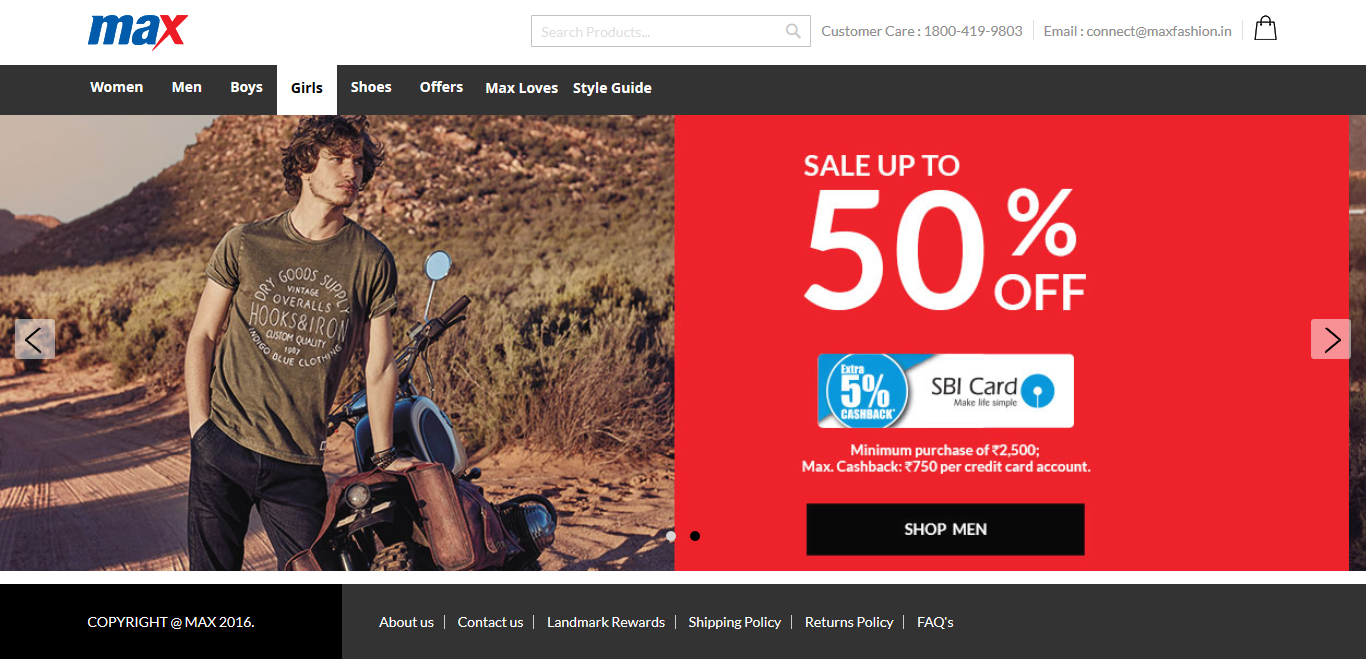 max
Search Products...
Customer Care : 1800-419-9803
Email : connect@maxfashion.in
Women Men Boys Girls Shoes Offers Max Loves Style Guide
DRY GOODS SUPPLY
VINTAGE
OVERALLS
HOOKS&IRON
CUSTOM QUALITY
1987
INDIGO BLUE CLOTHING
SALE UP TO
50%
OFF
Extra
5%
CASHBACK*
SBI Card
Make life simple
Minimum purchase of ₹2,500;
Max. Cashback: ₹750 per credit card account.
SHOP MEN
COPYRIGHT @ MAX 2016.
About us Contact us Landmark Rewards Shipping Policy Returns Policy FAQ's